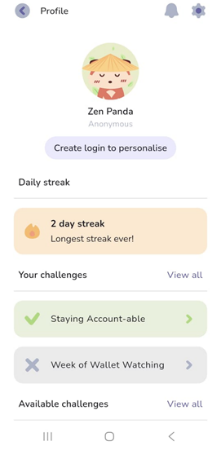 Profile
Zen Panda
Anonymous
Create login to personalise
Daily streak
2 day streak
Longest streak ever!
Your challenges View all
Staying Account-able
Week of Wallet Watching
Available challenges View all